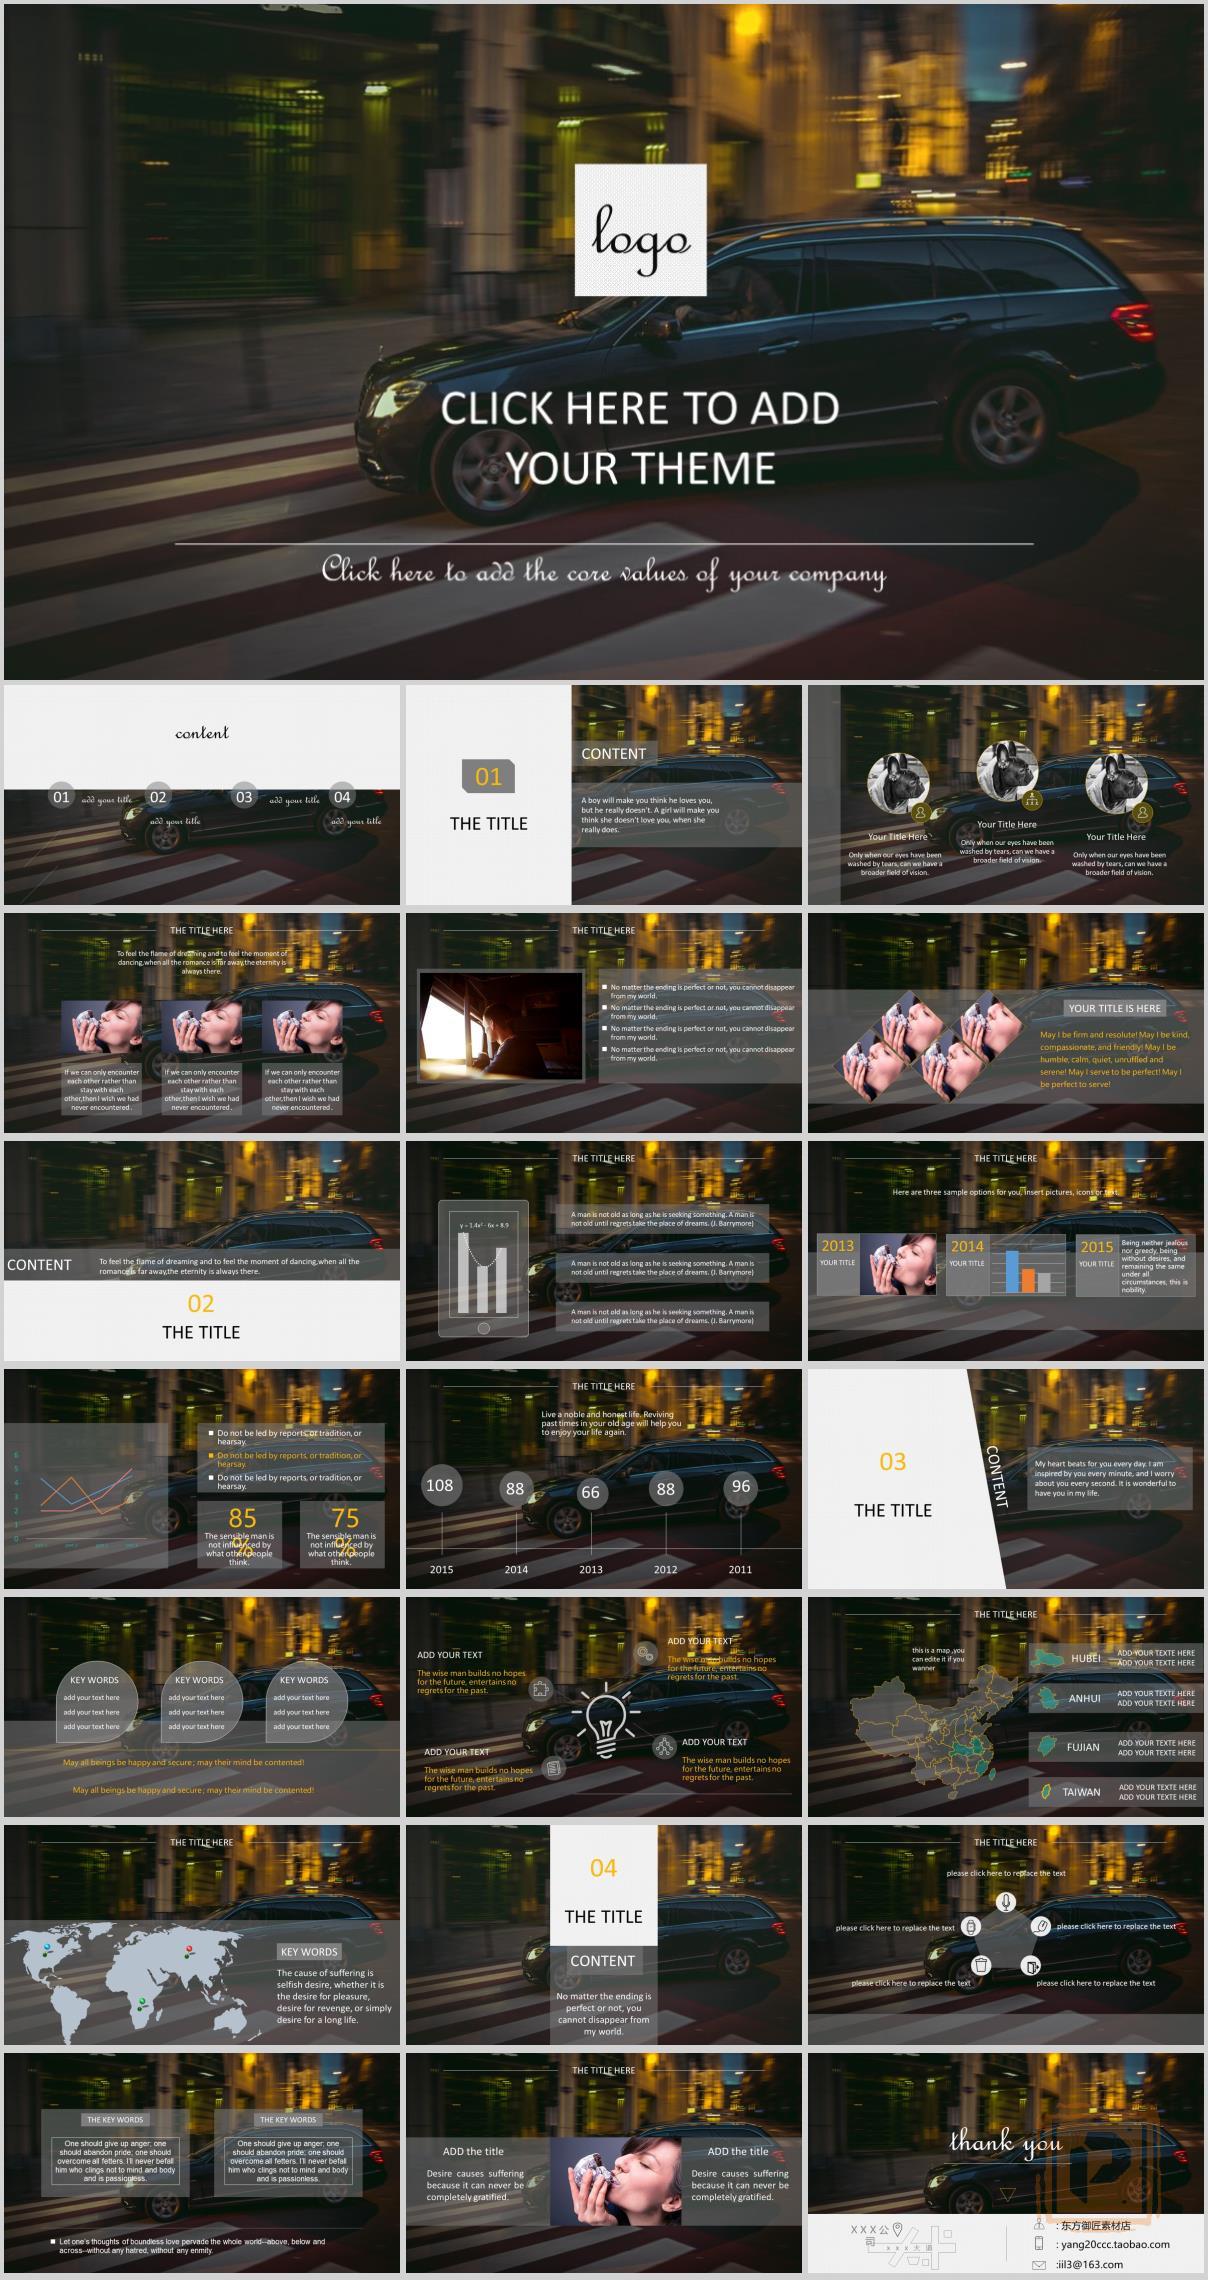 logo
CLICK HERE TO ADD
YOUR THEME
Click here to add the core values of your company
content
01 add your title 02
03 add your title 04
add your title
add your title
01
THE TITLE
CONTENT
A boy will make you think he loves you,
but he really doesn't. A girl will make you
think she doesn't love you, when she
really does.
Your Title Here
Only when our eyes have been
washed by tears, can we have a
broader field of vision.
Your Title Here
Only when our eyes have been
washed by tears, can we have a
broader field of vision.
Your Title Here
Only when our eyes have been
washed by tears, can we have a
broader field of vision.
THE TITLE HERE
To feel the flame of dreaming and to feel the moment of
dancing,when all the romance is far away,the eternity is
always there.
If we can only encounter
each other rather than
stay with each
other,then I wish we had
never encountered .
If we can only encounter
each other rather than
stay with each
other,then I wish we had
never encountered .
If we can only encounter
each other rather than
stay with each
other,then I wish we had
never encountered .
THE TITLE HERE
No matter the ending is perfect or not, you cannot disappear
from my world.
No matter the ending is perfect or not, you cannot disappear
from my world.
No matter the ending is perfect or not, you cannot disappear
from my world.
No matter the ending is perfect or not, you cannot disappear
from my world.
YOUR TITLE IS HERE
May I be firm and resolute! May I be kind,
compassionate, and friendly! May I be
humble, calm, quiet, unruffled and
serene! May I serve to be perfect! May I
be perfect to serve!
CONTENT
To feel the flame of dreaming and to feel the moment of dancing,when all the
romance is far away,the eternity is always there.
02
THE TITLE
THE TITLE HERE
y = 1.4x² - 6x + 8.9
A man is not old as long as he is seeking something. A man is
not old until regrets take the place of dreams. (J. Barrymore)
A man is not old as long as he is seeking something. A man is
not old until regrets take the place of dreams. (J. Barrymore)
A man is not old as long as he is seeking something. A man is
not old until regrets take the place of dreams. (J. Barrymore)
THE TITLE HERE
Here are three sample options for you, insert pictures, icons or text.
2013
YOUR TITLE
2014
YOUR TITLE
2015
YOUR TITLE
Being neither jealous
nor greedy, being
without desires, and
remaining the same
under all
circumstances, this is
nobility.
6
5
4
3
2
1
0
Do not be led by reports, or tradition, or
hearsay.
Do not be led by reports, or tradition, or
hearsay.
Do not be led by reports, or tradition, or
hearsay.
85
%
The sensible man is
not influenced by
what other people
think.
75
%
The sensible man is
not influenced by
what other people
think.
THE TITLE HERE
Live a noble and honest life. Reviving
past times in your old age will help you
to enjoy your life again.
108 88 66 88 96
2015 2014 2013 2012 2011
03
THE TITLE
CONTENT
My heart beats for you every day. I am
inspired by you every minute, and I worry
about you every second. It is wonderful to
have you in my life.
KEY WORDS
add your text here
add your text here
add your text here
KEY WORDS
add your text here
add your text here
add your text here
KEY WORDS
add your text here
add your text here
add your text here
May all beings be happy and secure; may their mind be contented!
May all beings be happy and secure; may their mind be contented!
ADD YOUR TEXT
The wise man builds no hopes
for the future, entertains no
regrets for the past.
ADD YOUR TEXT
The wise man builds no hopes
for the future, entertains no
regrets for the past.
ADD YOUR TEXT
The wise man builds no hopes
for the future, entertains no
regrets for the past.
ADD YOUR TEXT
The wise man builds no hopes
for the future, entertains no
regrets for the past.
THE TITLE HERE
this is a map ,you
can edite it if you
wanner
HUBEI
ADD YOUR TEXTE HERE
ADD YOUR TEXTE HERE
ANHUI
ADD YOUR TEXTE HERE
ADD YOUR TEXTE HERE
FUJIAN
ADD YOUR TEXTE HERE
ADD YOUR TEXTE HERE
TAIWAN
ADD YOUR TEXTE HERE
ADD YOUR TEXTE HERE
THE TITLE HERE
KEY WORDS
The cause of suffering is
selfish desire, whether it is
the desire for pleasure,
desire for revenge, or simply
desire for a long life.
04
THE TITLE
CONTENT
No matter the ending is
perfect or not, you
cannot disappear from
my world.
THE TITLE HERE
please click here to replace the text
please click here to replace the text
please click here to replace the text
please click here to replace the text
please click here to replace the text
THE KEY WORDS
One should give up anger; one
should abandon pride; one should
overcome all fetters. I'll never befall
him who clings not to mind and body
and is passionless.
THE KEY WORDS
One should give up anger; one
should abandon pride; one should
overcome all fetters. I'll never befall
him who clings not to mind and body
and is passionless.
Let one's thoughts of boundless love pervade the whole world--above, below and
across--without any hatred, without any enmity.
THE TITLE HERE
ADD the title
Desire causes suffering
because it can never be
completely gratified.
ADD the title
Desire causes suffering
because it can never be
completely gratified.
thank you
XXX公
司
x x x 大 道
: 东方御匠素材店
: yang20ccc.taobao.com
:iil3@163.com